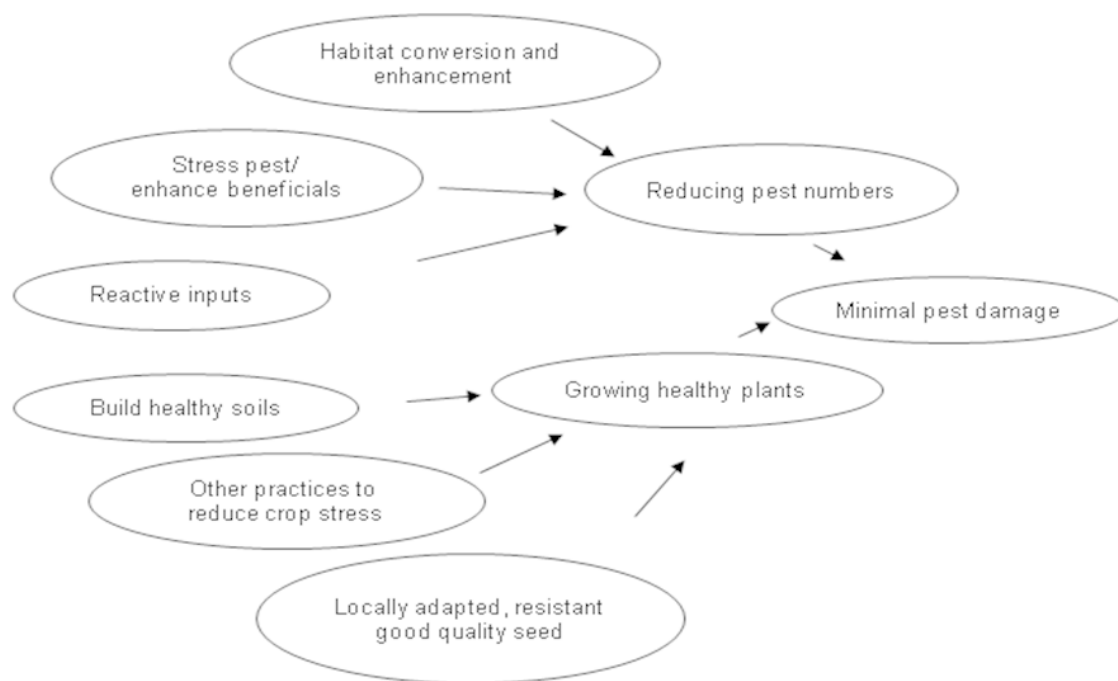 Habitat conversion and
enhancement
Stress pest/
enhance beneficials
Reducing pest numbers
Reactive inputs
Minimal pest damage
Growing healthy plants
Build healthy soils
Other practices to
reduce crop stress
Locally adapted, resistant
good quality seed